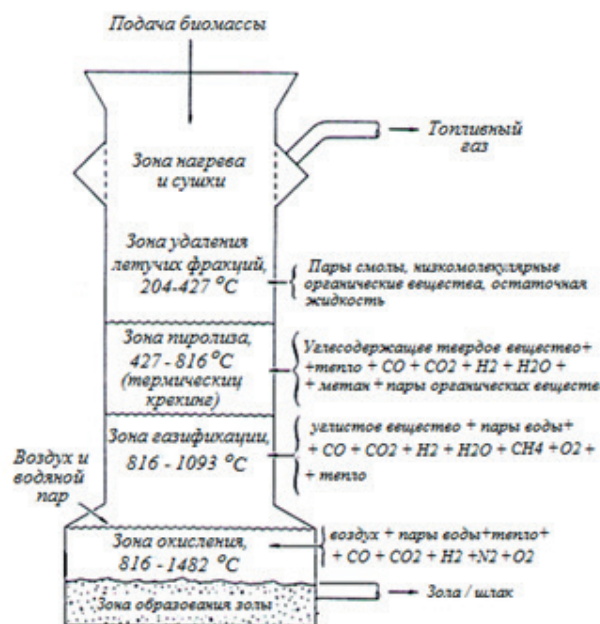 Подача биомассы
Топливный
газ
Зона нагрева
и сушки
Зона удаления
летучих фракций,
204-427 °C
Пары смолы, низкомолекулярные
органические вещества, остаточная
жидкость
Зона пиролиза,
427 - 816 °C
(термический
крекинг)
Углесодержащее твердое вещество+
+тепло + CO + CO2 + H2 + H2O +
+ метан + пары органических веществ
Зона газификации,
816 - 1093 °C
углистое вещество + пары воды+
+ CO + CO2 + H2 + H2O + CH4 +O2 +
+ тепло
Воздух и
водяной
пар
Зона окисления,
816 - 1482 °C
воздух + пары воды+тепло+
+ CO + CO2 + H2 +N2 +O2
Зона образования золы
Зола / шлак